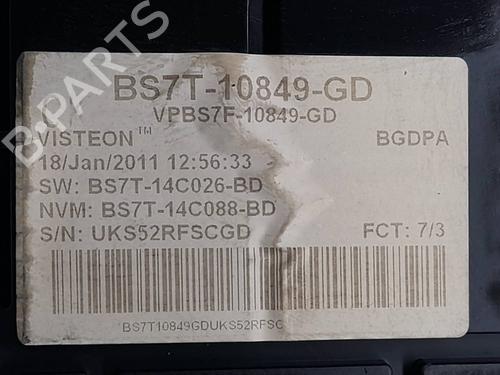 BS7T-10849-GD
VPBS7F-10849-GD
VISTEON™ BGDPA
18/Jan/2011 12:56:33
SW: BS7T-14C026-BD
NVM: BS7T-14C088-BD
S/N: UKS52RFSCGD FCT: 7/3
BS7T10849GDUKS52RFSC
B-PARTS